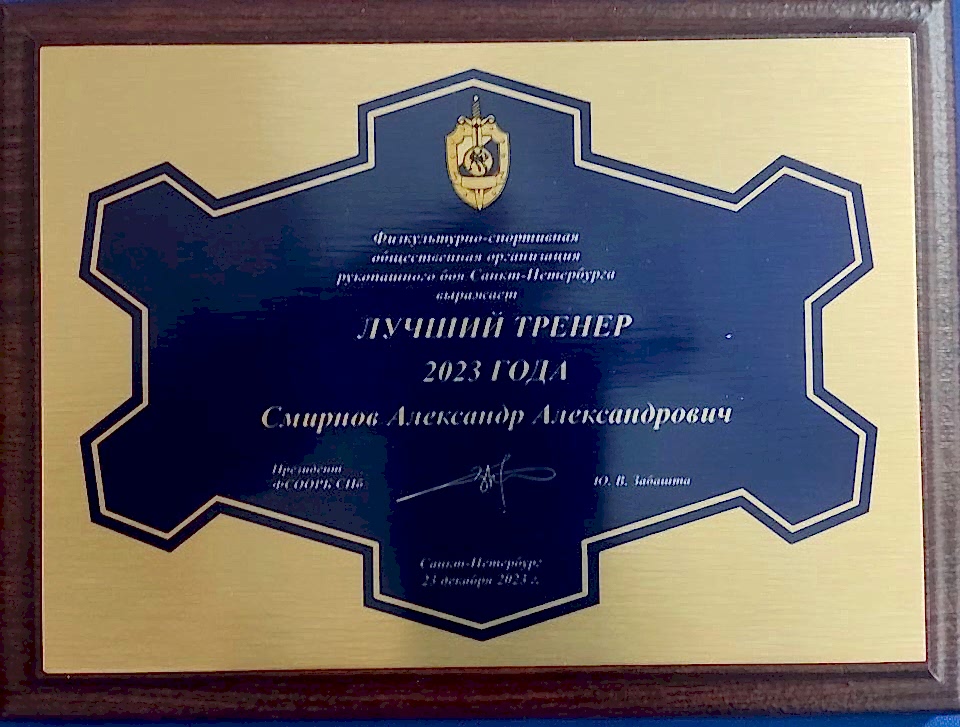 Физкультурно-спортивная
общественная организация
рукопашного боя Санкт-Петербурга
выражает
ЛУЧШИЙ ТРЕНЕР
2023 ГОДА
Смирнов Александр Александрович
Президент
ФСООРБ СПб
Ю. В. Забашта
Санкт-Петербург
23 декабря 2023 г.